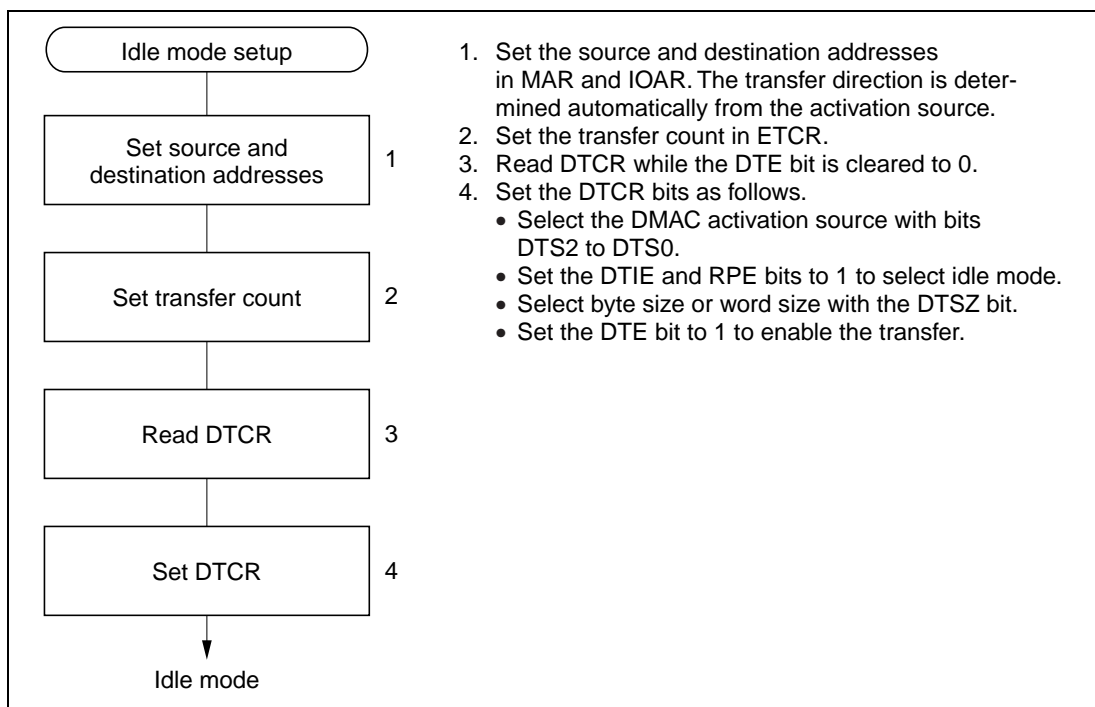 Idle mode setup
Set source and
destination addresses
1
Set transfer count
2
Read DTCR
3
Set DTCR
4
Idle mode
1. Set the source and destination addresses
in MAR and IOAR. The transfer direction is deter-
mined automatically from the activation source.
2. Set the transfer count in ETCR.
3. Read DTCR while the DTE bit is cleared to 0.
4. Set the DTCR bits as follows.
• Select the DMAC activation source with bits
DTS2 to DTS0.
• Set the DTIE and RPE bits to 1 to select idle mode.
• Select byte size or word size with the DTSZ bit.
• Set the DTE bit to 1 to enable the transfer.